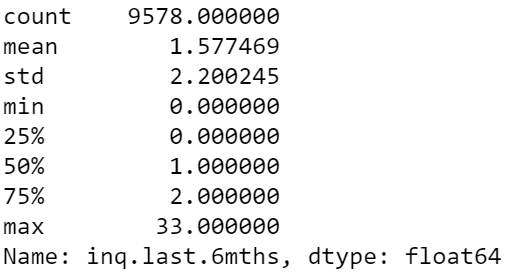 count    9578.000000
mean        1.577469
std         2.200245
min         0.000000
25%         0.000000
50%         1.000000
75%         2.000000
max        33.000000
Name: inq.last.6mths, dtype: float64